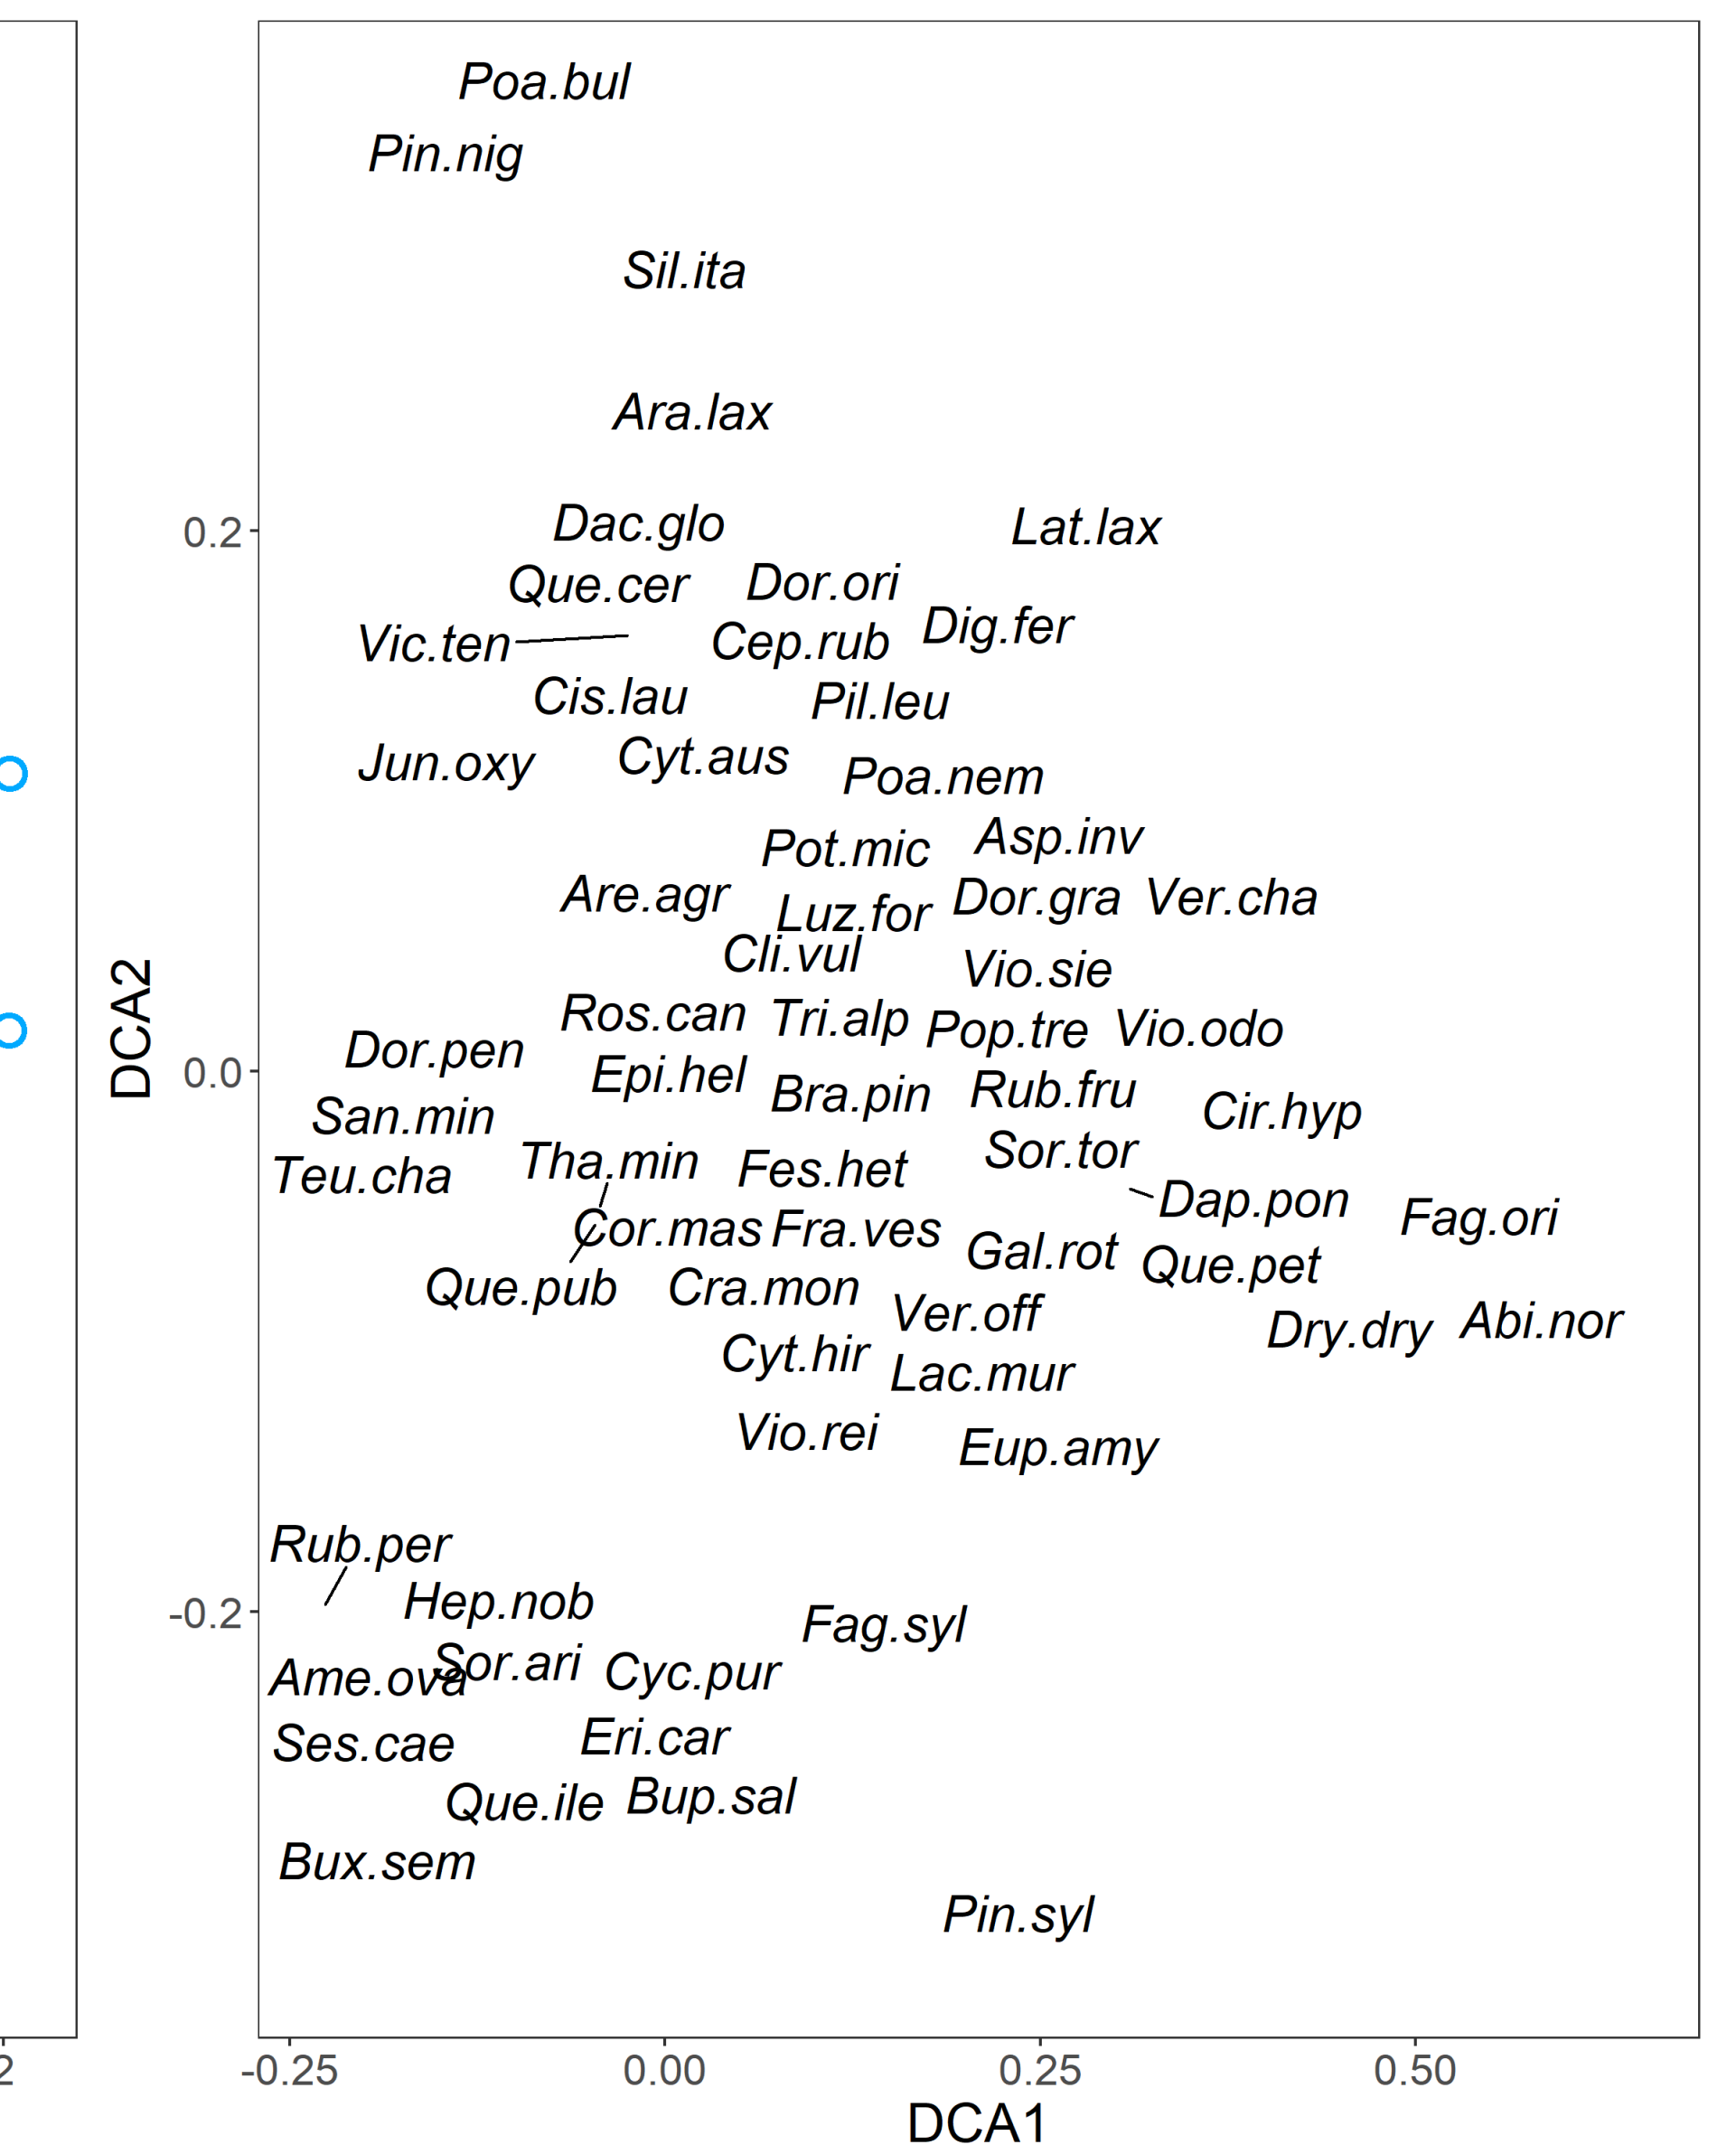 Poa.bul
Pin.nig
Sil.ita
Ara.lax
0.2
Dac.glo
Lat.lax
Que.cer
Dor.ori
Dig.fer
Vic.ten
Cep.rub
Cis.lau
Pil.leu
Jun.oxy
Cyt.aus
Poa.nem
Asp.inv
Pot.mic
Are.agr
Luz.for
Dor.gra
Ver.cha
Cli.vul
Vio.sie
DCA2
Ros.can
Tri.alp
Pop.tre
Vio.odo
Dor.pen
0.0
Epi.hel
Bra.pin
Rub.fru
Cir.hyp
San.min
Sor.tor
Teu.cha
Tha.min
Fes.het
Dap.pon
Fag.ori
Cor.mas
Fra.ves
Gal.rot
Que.pet
Que.pub
Cra.mon
Ver.off
Dry.dry
Abi.nor
Cyt.hir
Lac.mur
Vio.rei
Eup.amy
Rub.per
Hep.nob
-0.2
Fag.syl
Sor.ari
Ame.ova
Cyc.pur
Ses.cae
Eri.car
Que.ile
Bup.sal
Bux.sem
Pin.syl
2
-0.25
0.00
0.25
0.50
DCA1